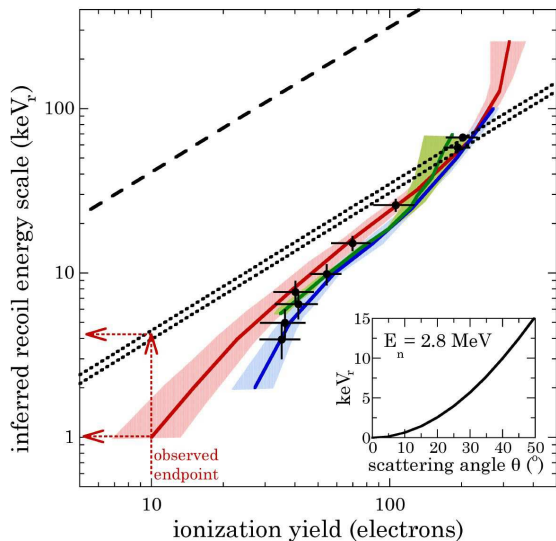 inferred recoil energy scale (keVᵣ)
100
10
1
observed
endpoint
10
100
ionization yield (electrons)
Eₙ = 2.8 MeV
keVᵣ
15
10
5
0
0 10 20 30 40 50
scattering angle θ (°)